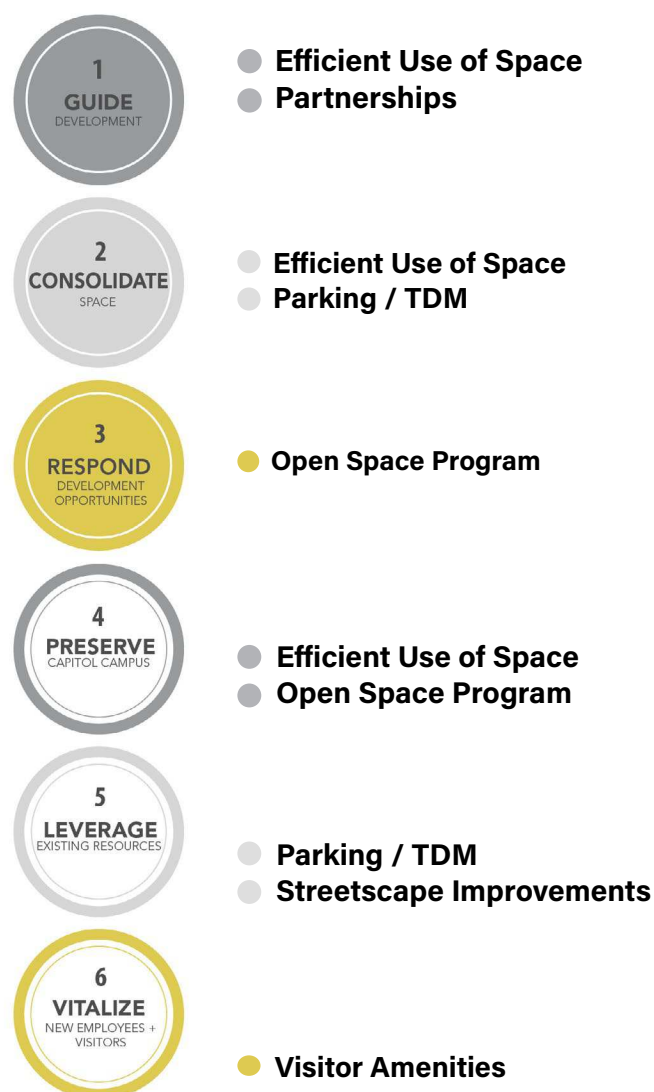 1
GUIDE
DEVELOPMENT
Efficient Use of Space
Partnerships
2
CONSOLIDATE
SPACE
Efficient Use of Space
Parking / TDM
3
RESPOND
DEVELOPMENT
OPPORTUNITIES
Open Space Program
4
PRESERVE
CAPITOL CAMPUS
Efficient Use of Space
Open Space Program
5
LEVERAGE
EXISTING RESOURCES
Parking / TDM
Streetscape Improvements
6
VITALIZE
NEW EMPLOYEES +
VISITORS
Visitor Amenities